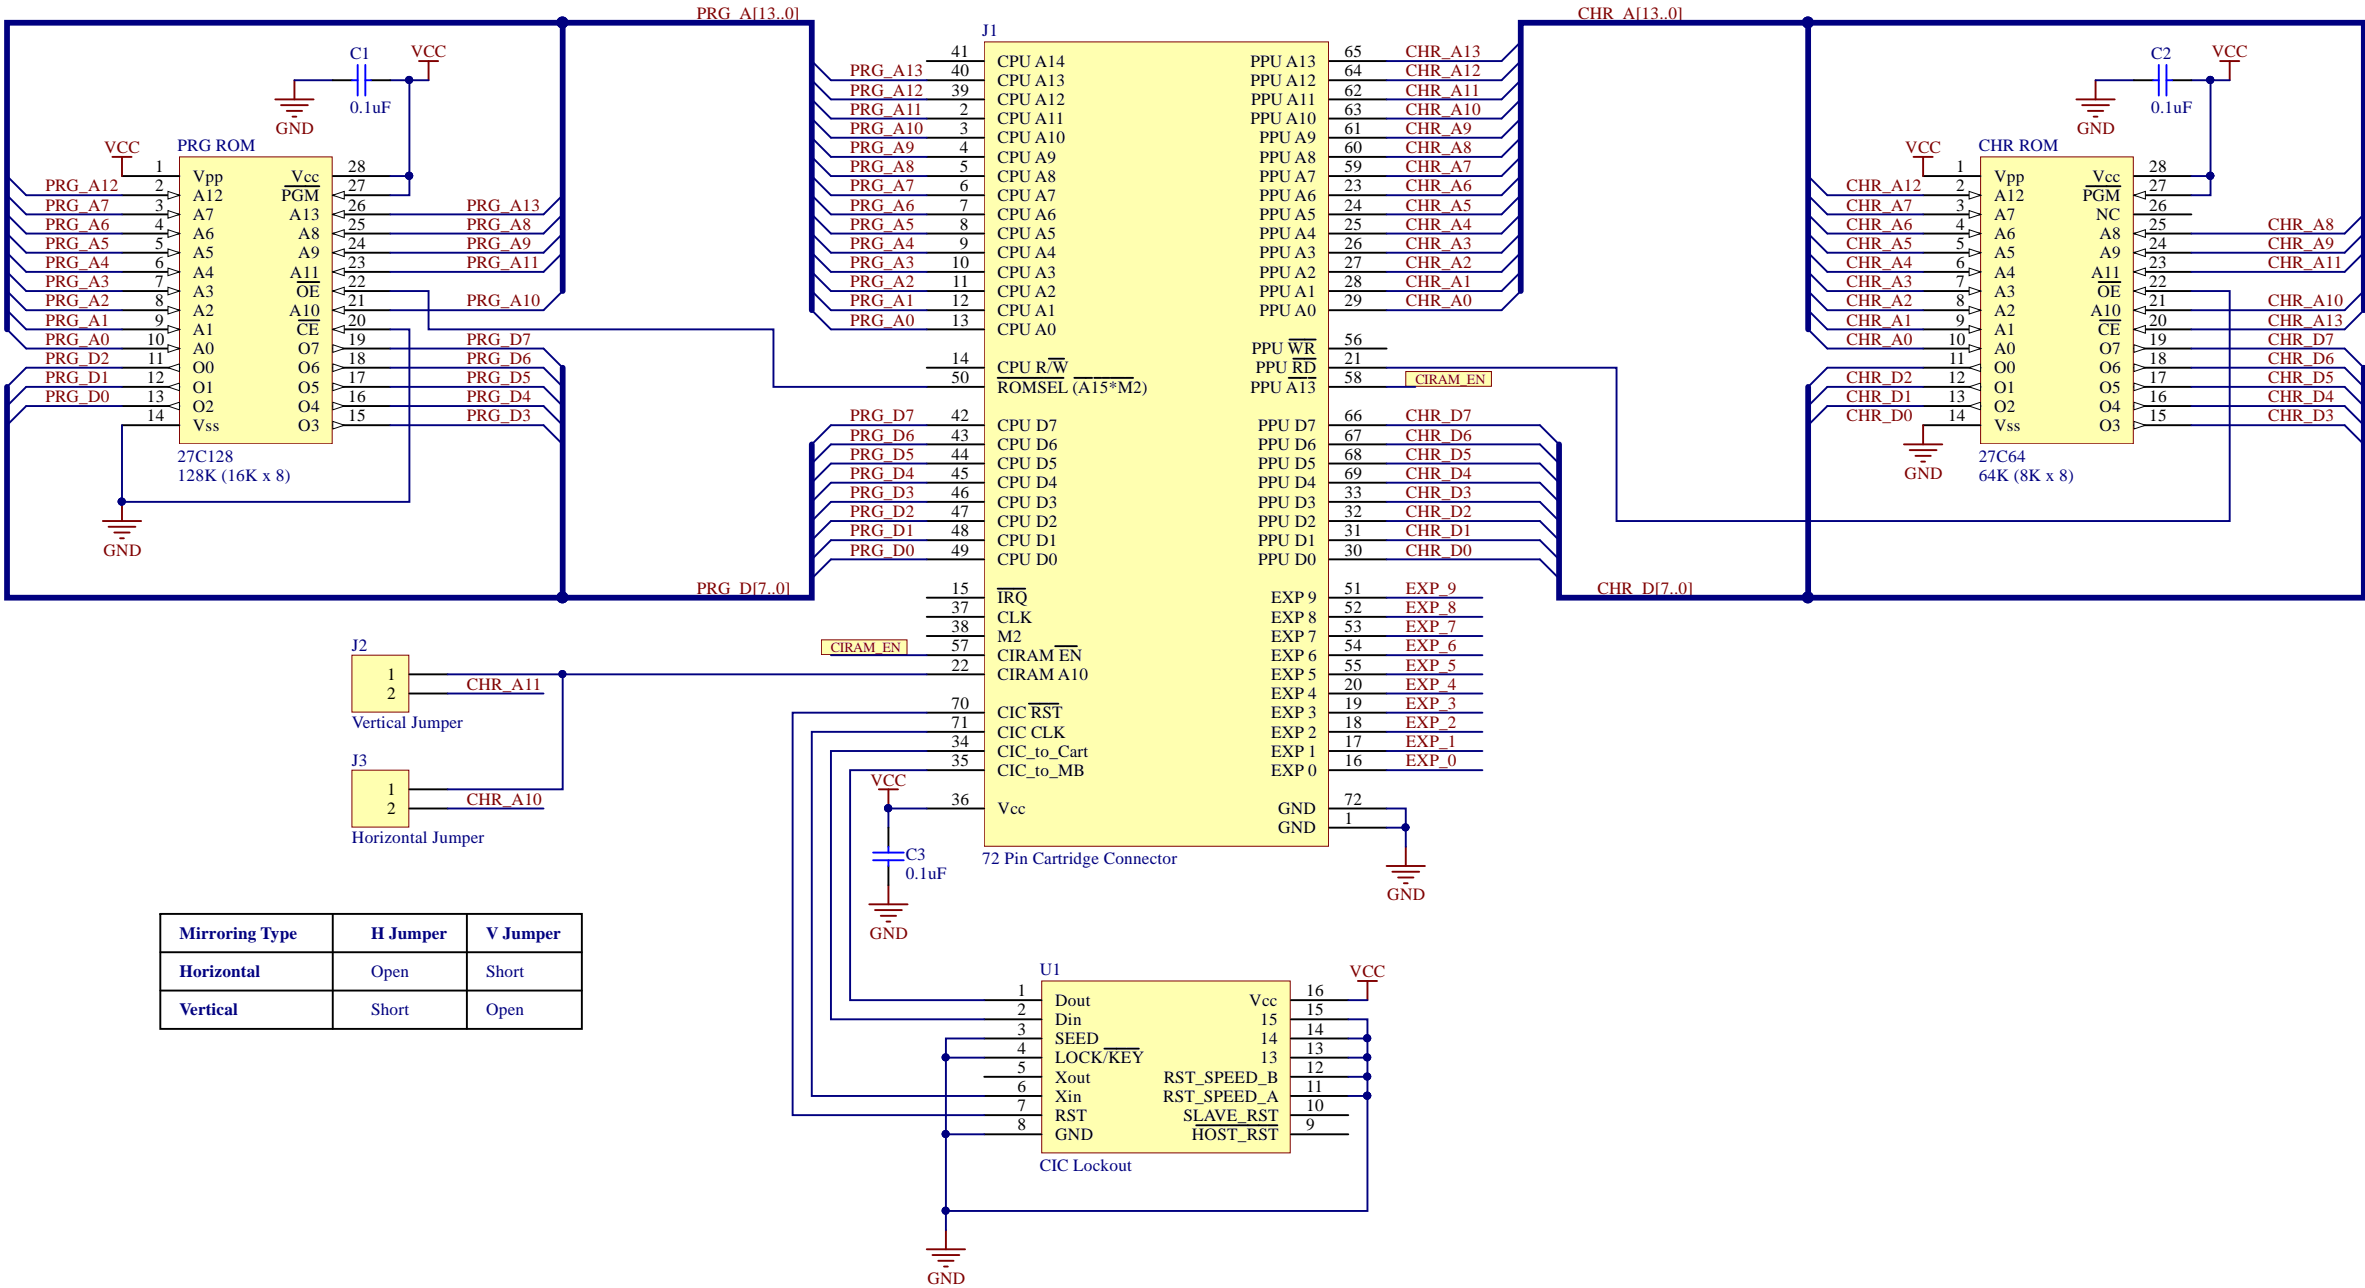 PRG_A[13..0]
CHR_A[13..0]
C1
VCC
0.1uF
GND
PRG ROM
VCC
PRG_A12 2 A12
PRG_A7 3 A7
PRG_A6 4 A6
PRG_A5 5 A5
PRG_A4 6 A4
PRG_A3 7 A3
PRG_A2 8 A2
PRG_A1 9 A1
PRG_A0 10 A0
PRG_D2 11 O0
PRG_D1 12 O1
PRG_D0 13 O2
14 Vss
1 Vpp
Vcc 28
PGM 27
A13 26 PRG_A13
A8 25 PRG_A8
A9 24 PRG_A9
A11 23 PRG_A11
OE 22
A10 21 PRG_A10
CE 20
O7 19 PRG_D7
O6 18 PRG_D6
O5 17 PRG_D5
O4 16 PRG_D4
O3 15 PRG_D3
27C128
128K (16K x 8)
GND
PRG_D[7..0]
J1
41 CPU A14
PRG_A13 40 CPU A13
PRG_A12 39 CPU A12
PRG_A11 2 CPU A11
PRG_A10 3 CPU A10
PRG_A9 4 CPU A9
PRG_A8 5 CPU A8
PRG_A7 6 CPU A7
PRG_A6 7 CPU A6
PRG_A5 8 CPU A5
PRG_A4 9 CPU A4
PRG_A3 10 CPU A3
PRG_A2 11 CPU A2
PRG_A1 12 CPU A1
PRG_A0 13 CPU A0
14 CPU R/W
50 ROMSEL (A15*M2)
PRG_D7 42 CPU D7
PRG_D6 43 CPU D6
PRG_D5 44 CPU D5
PRG_D4 45 CPU D4
PRG_D3 46 CPU D3
PRG_D2 47 CPU D2
PRG_D1 48 CPU D1
PRG_D0 49 CPU D0
15 IRQ
37 CLK
38 M2
CIRAM_EN 57 CIRAM EN
22 CIRAM A10
70 CIC RST
71 CIC CLK
34 CIC_to_Cart
35 CIC_to_MB
VCC
36 Vcc
PPU A13 65 CHR_A13
PPU A12 64 CHR_A12
PPU A11 62 CHR_A11
PPU A10 63 CHR_A10
PPU A9 61 CHR_A9
PPU A8 60 CHR_A8
PPU A7 59 CHR_A7
PPU A6 23 CHR_A6
PPU A5 24 CHR_A5
PPU A4 25 CHR_A4
PPU A3 26 CHR_A3
PPU A2 27 CHR_A2
PPU A1 28 CHR_A1
PPU A0 29 CHR_A0
PPU WR 56
PPU RD 21
PPU A13 58 CIRAM_EN
PPU D7 66 CHR_D7
PPU D6 67 CHR_D6
PPU D5 68 CHR_D5
PPU D4 69 CHR_D4
PPU D3 33 CHR_D3
PPU D2 32 CHR_D2
PPU D1 31 CHR_D1
PPU D0 30 CHR_D0
EXP 9 51 EXP_9
EXP 8 52 EXP_8
EXP 7 53 EXP_7
EXP 6 54 EXP_6
EXP 5 55 EXP_5
EXP 4 20 EXP_4
EXP 3 19 EXP_3
EXP 2 18 EXP_2
EXP 1 17 EXP_1
EXP 0 16 EXP_0
GND 72
GND 1
72 Pin Cartridge Connector
GND
C3
0.1uF
GND
CHR_D[7..0]
C2
VCC
0.1uF
GND
CHR ROM
VCC
1 Vpp
CHR_A12 2 A12
CHR_A7 3 A7
CHR_A6 4 A6
CHR_A5 5 A5
CHR_A4 6 A4
CHR_A3 7 A3
CHR_A2 8 A2
CHR_A1 9 A1
CHR_A0 10 A0
11 O0
CHR_D2 12 O1
CHR_D1 13 O2
CHR_D0 14 Vss
Vcc 28
PGM 27
NC 26
A8 25 CHR_A8
A9 24 CHR_A9
A11 23 CHR_A11
OE 22
A10 21 CHR_A10
CE 20 CHR_A13
O7 19 CHR_D7
O6 18 CHR_D6
O5 17 CHR_D5
O4 16 CHR_D4
O3 15 CHR_D3
GND
27C64
64K (8K x 8)
J2
1
2 CHR_A11
Vertical Jumper
J3
1
2 CHR_A10
Horizontal Jumper
Mirroring Type H Jumper V Jumper
Horizontal Open Short
Vertical Short Open
U1
VCC
1 Dout Vcc 16
2 Din 15 15
3 SEED 14 14
4 LOCK/KEY 13 13
5 Xout RST_SPEED_B 12
6 Xin RST_SPEED_A 11
7 RST SLAVE_RST 10
8 GND HOST_RST 9
CIC Lockout
GND